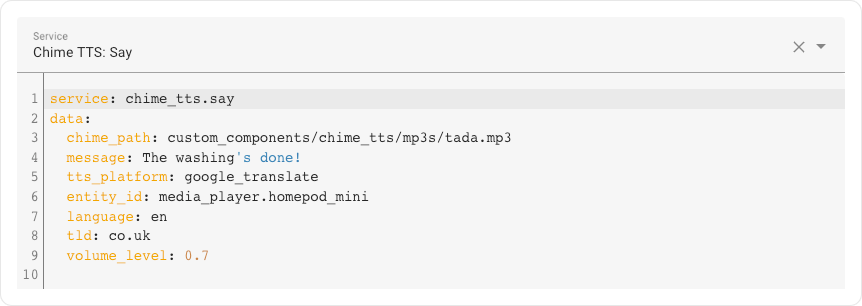 Service
Chime TTS: Say
1 service: chime_tts.say
2 data:
3   chime_path: custom_components/chime_tts/mp3s/tada.mp3
4   message: The washing's done!
5   tts_platform: google_translate
6   entity_id: media_player.homepod_mini
7   language: en
8   tld: co.uk
9   volume_level: 0.7
10